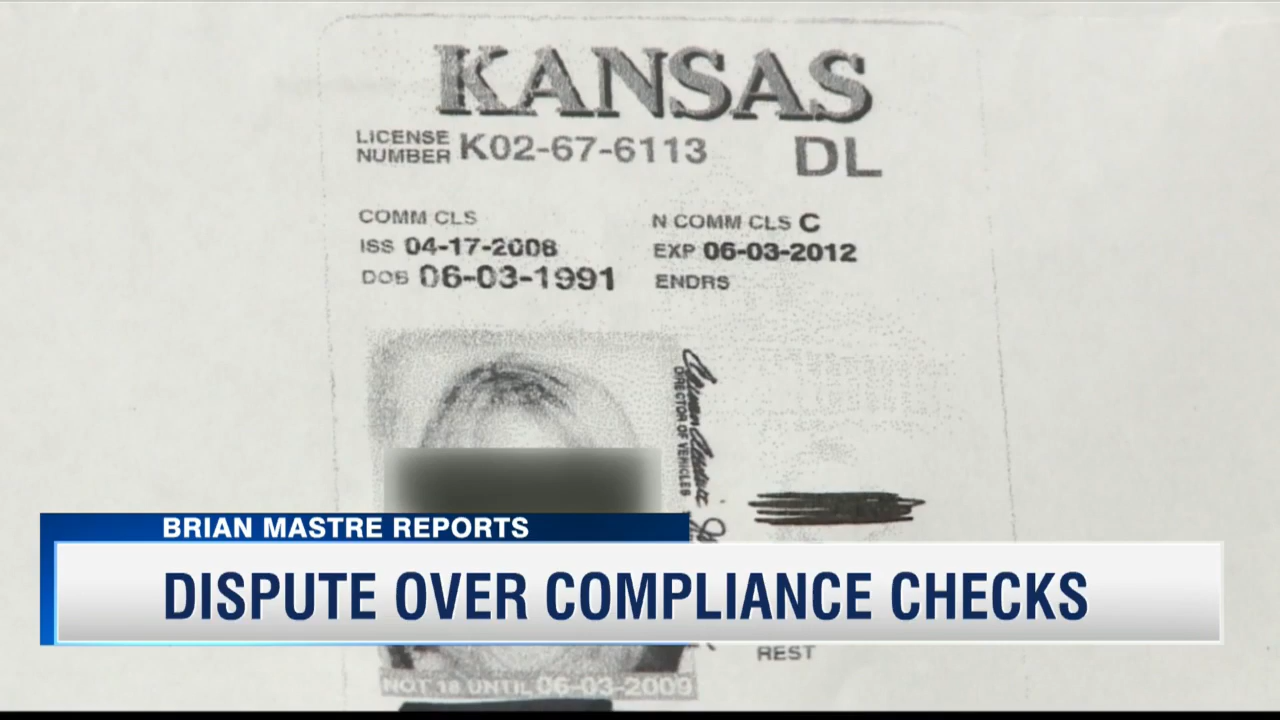 KANSAS
LICENSE
NUMBER K02-67-6113 DL
COMM CLS N COMM CLS C
ISS 04-17-2008 EXP 06-03-2012
DOB 06-03-1991 ENDRS
DIRECTOR OF VEHICLES
BRIAN MASTRE REPORTS
DISPUTE OVER COMPLIANCE CHECKS
REST
NOT 18 UNTIL 06-03-2009